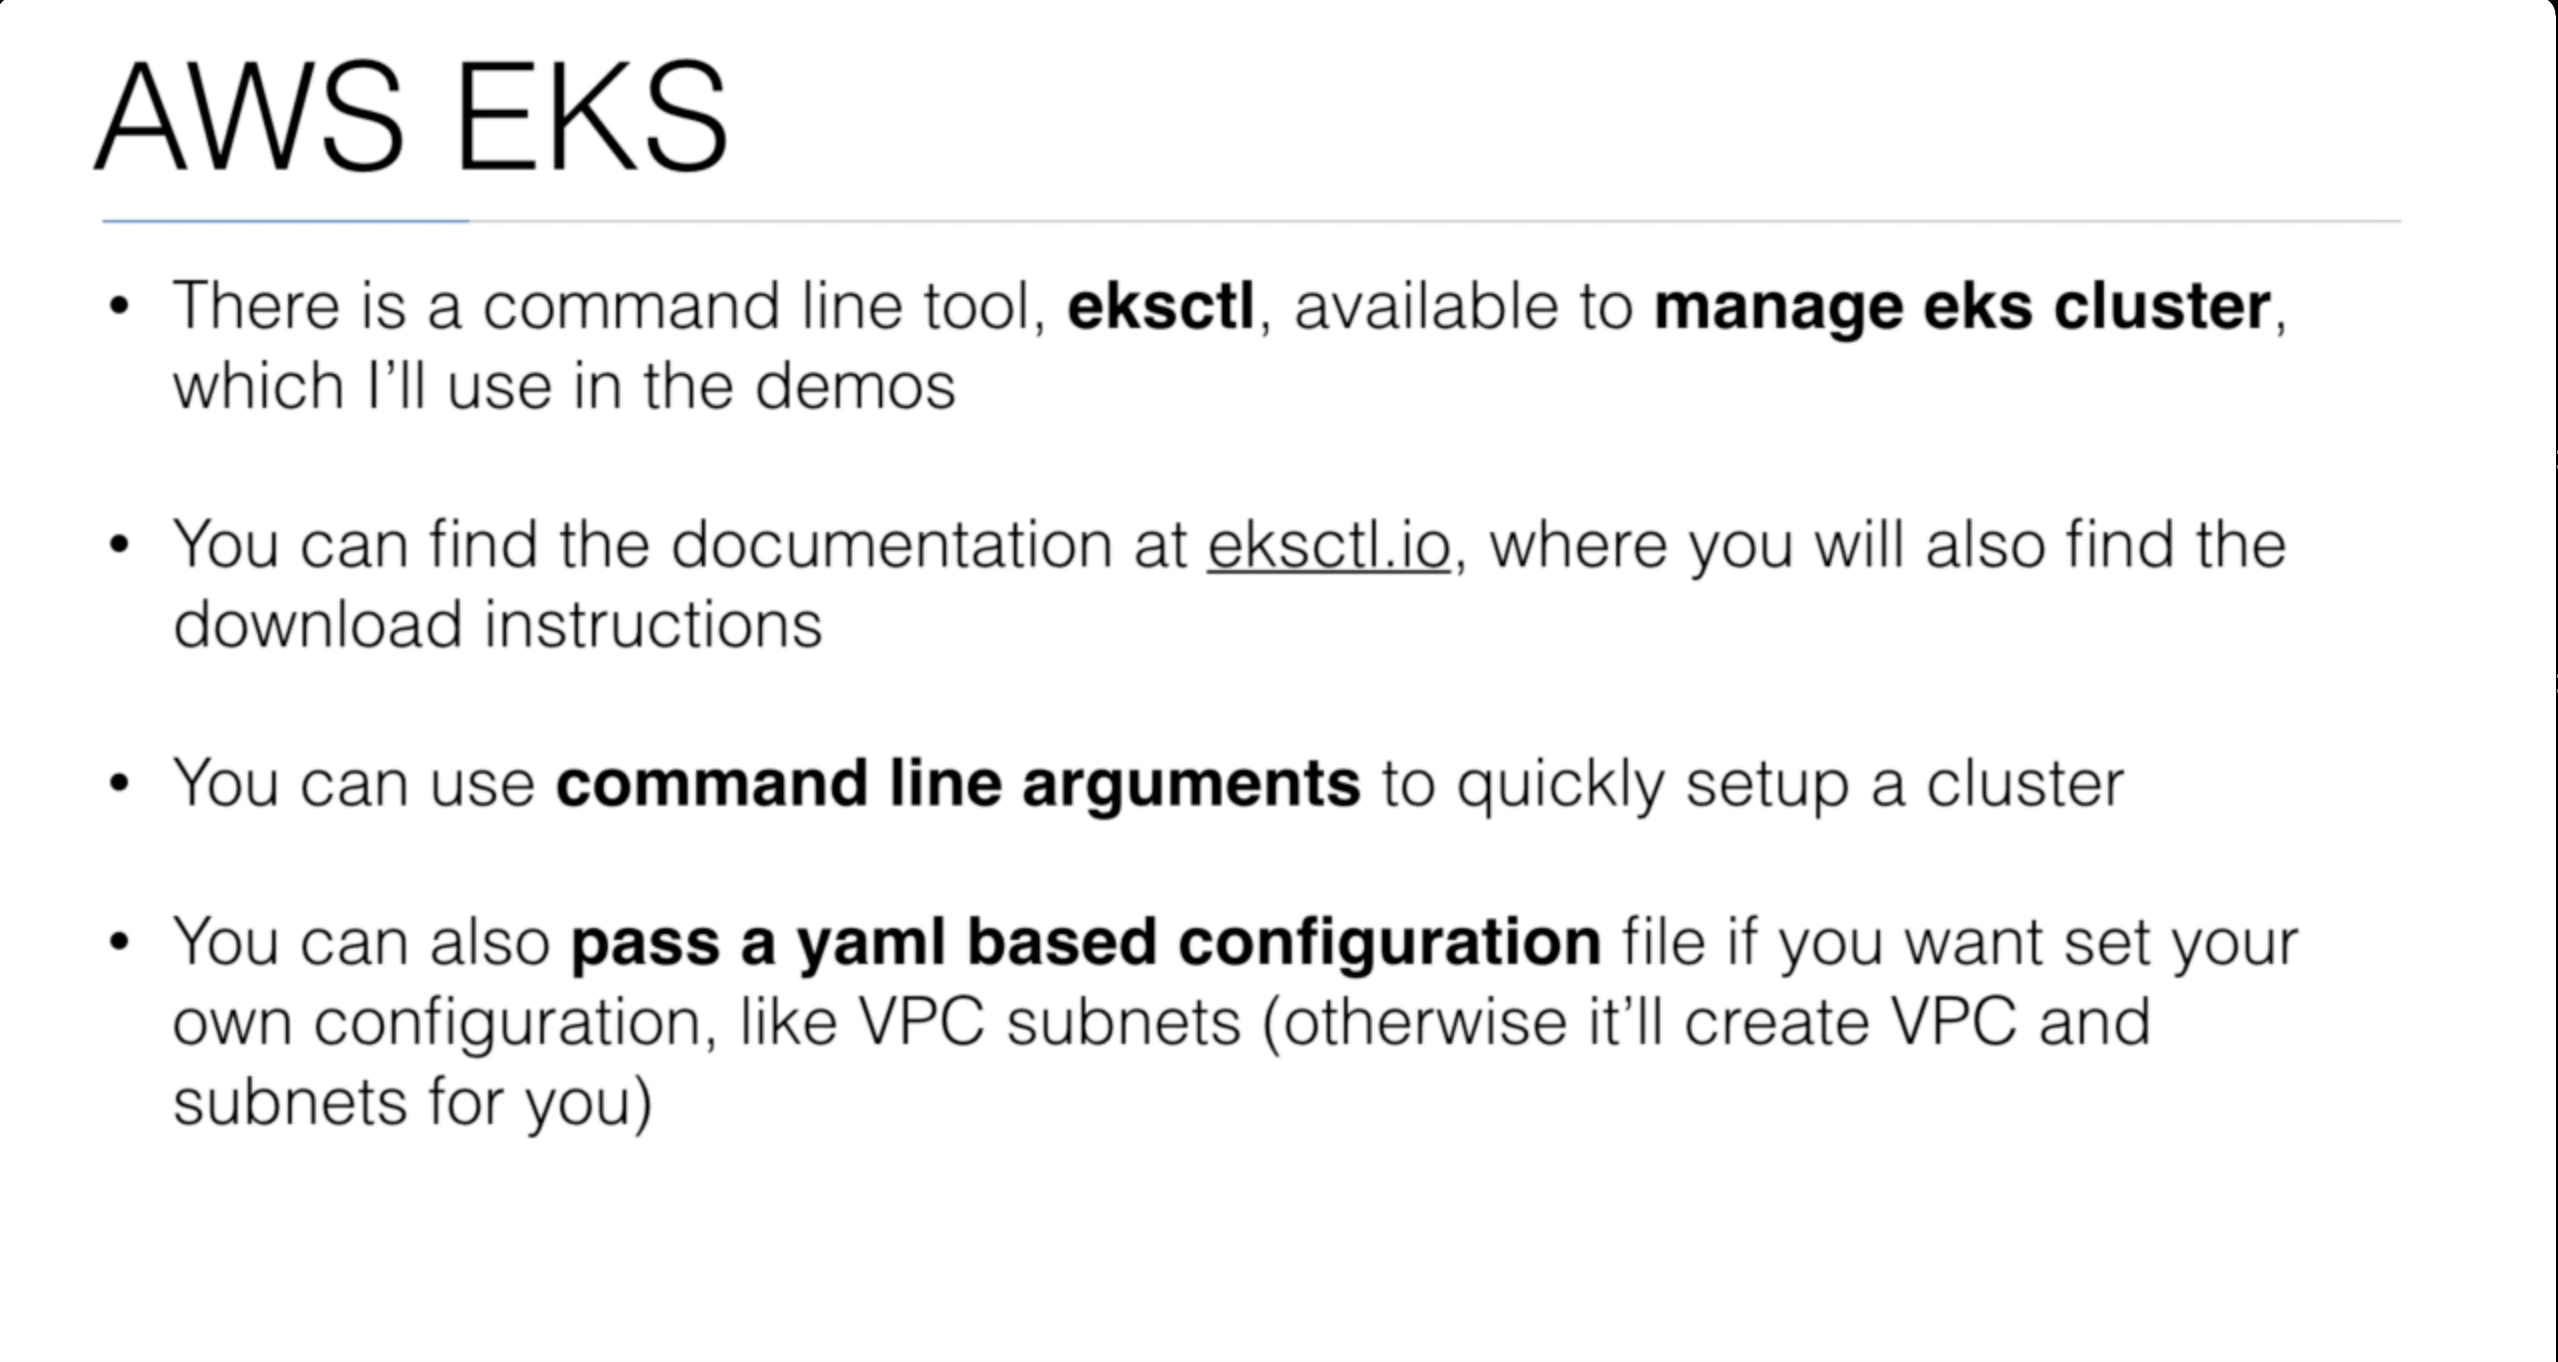 AWS EKS
• There is a command line tool, eksctl, available to manage eks cluster,
which I'll use in the demos
• You can find the documentation at eksctl.io, where you will also find the
download instructions
• You can use command line arguments to quickly setup a cluster
• You can also pass a yaml based configuration file if you want set your
own configuration, like VPC subnets (otherwise it'll create VPC and
subnets for you)